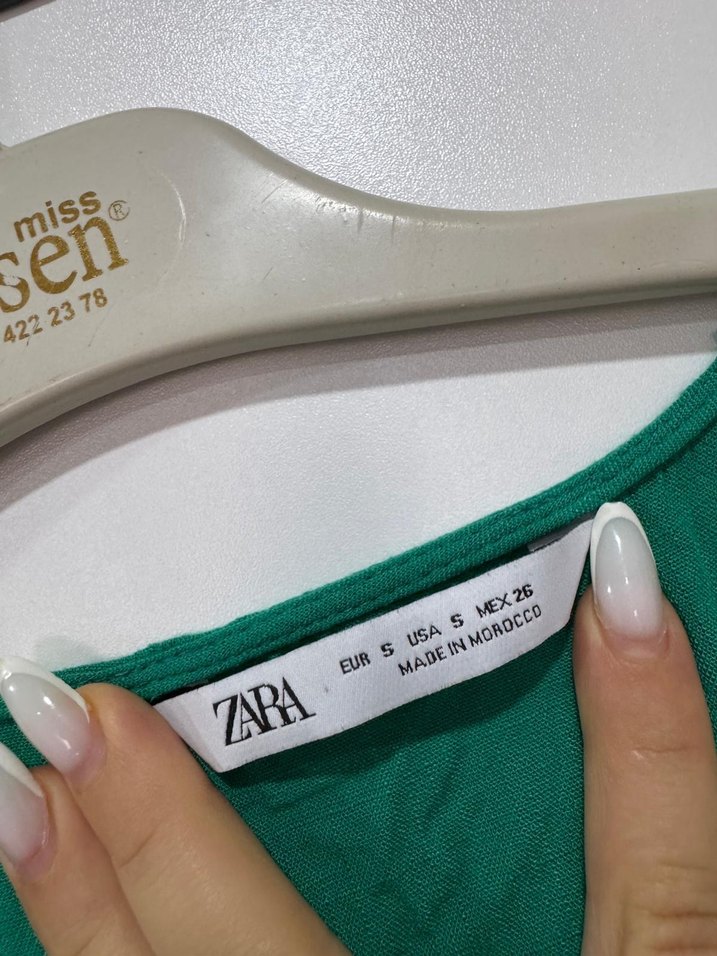 miss®
sen
422 23 78
ZARA
EUR S USA S MEX 26
MADE IN MOROCCO